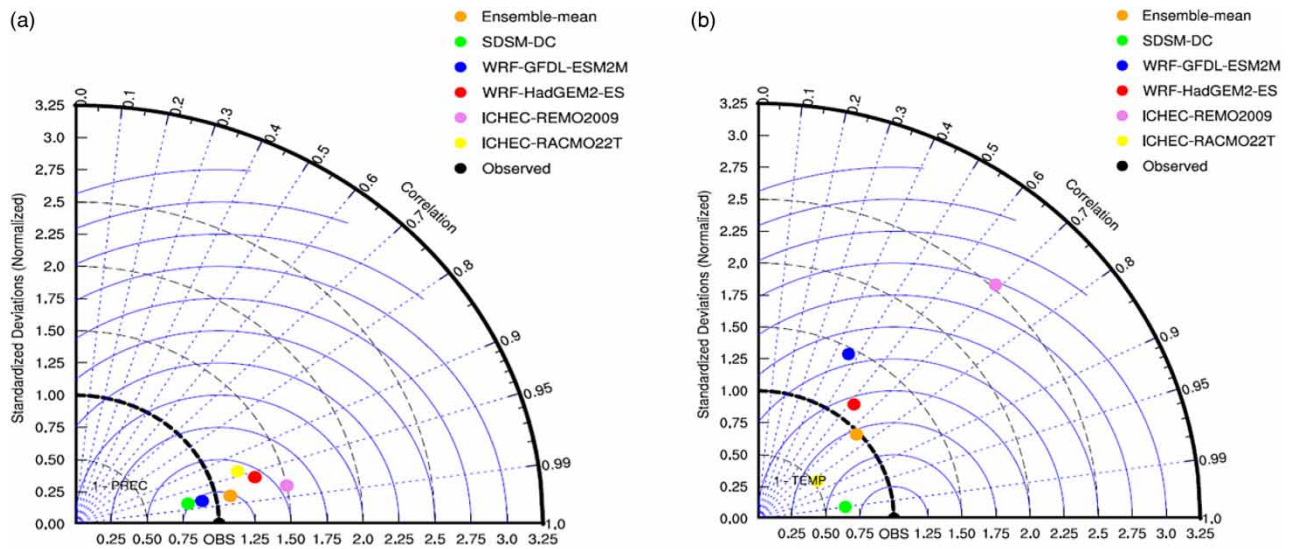 (a)
Ensemble-mean
SDSM-DC
WRF-GFDL-ESM2M
WRF-HadGEM2-ES
ICHEC-REMO2009
ICHEC-RACMO22T
Observed
Standardized Deviations (Normalized)
3.25
3.0
2.75
2.5
2.25
2.0
1.75
1.50
1.25
1.00
0.75
0.50
0.25
0.00
0.0
0.1
0.2
0.3
0.4
0.5
0.6
0.7
0.8
0.9
0.95
0.99
1.0
Correlation
1 - PREC
0.25 0.50 0.75 OBS 1.25 1.50 1.75 2.0 2.25 2.5 2.75 3.0 3.25
(b)
Ensemble-mean
SDSM-DC
WRF-GFDL-ESM2M
WRF-HadGEM2-ES
ICHEC-REMO2009
ICHEC-RACMO22T
Observed
Standardized Deviations (Normalized)
3.25
3.0
2.75
2.5
2.25
2.0
1.75
1.50
1.25
1.00
0.75
0.50
0.25
0.00
0.0
0.1
0.2
0.3
0.4
0.5
0.6
0.7
0.8
0.9
0.95
0.99
1.0
Correlation
1 - TEMP
0.25 0.50 0.75 OBS 1.25 1.50 1.75 2.0 2.25 2.5 2.75 3.0 3.25